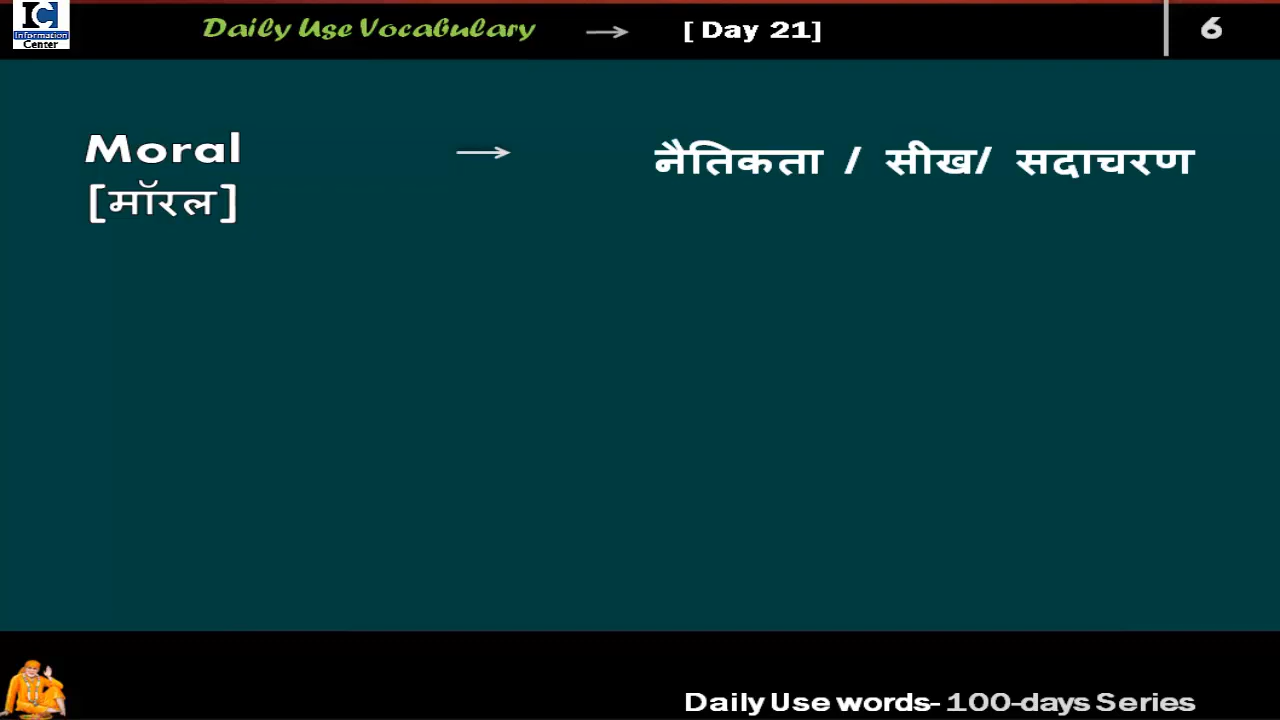 IC
Information
Center
Daily Use Vocabulary → [ Day 21] 6
Moral → नैतिकता / सीख/ सदाचरण
[मॉरल]
Daily Use words- 100-days Series